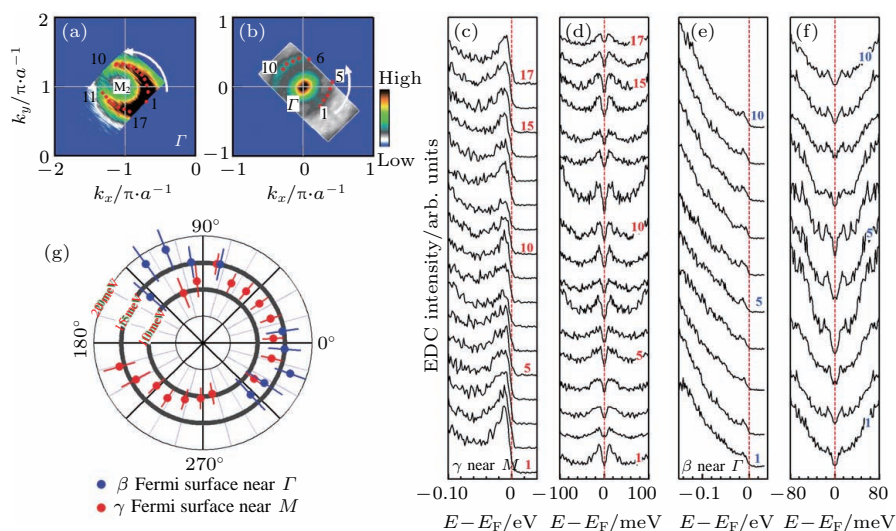 (a)
2
1
0
−2
−1
0
k_y/π·a⁻¹
k_x/π·a⁻¹
10
M₂
11
1
17
Γ
(b)
1
0
−1
0
1
k_x/π·a⁻¹
10
6
5
Γ
1
High
Low
(c)
17
15
10
5
1
γ near M
−0.10
0
E−E_F/eV
EDC intensity/arb. units
(d)
17
15
10
5
1
−100
0
100
E−E_F/meV
(e)
10
5
1
β near Γ
−0.1
0
E−E_F/eV
(f)
10
5
1
−80
0
80
E−E_F/meV
(g)
90°
180°
0°
270°
10meV
β Fermi surface near Γ
γ Fermi surface near M